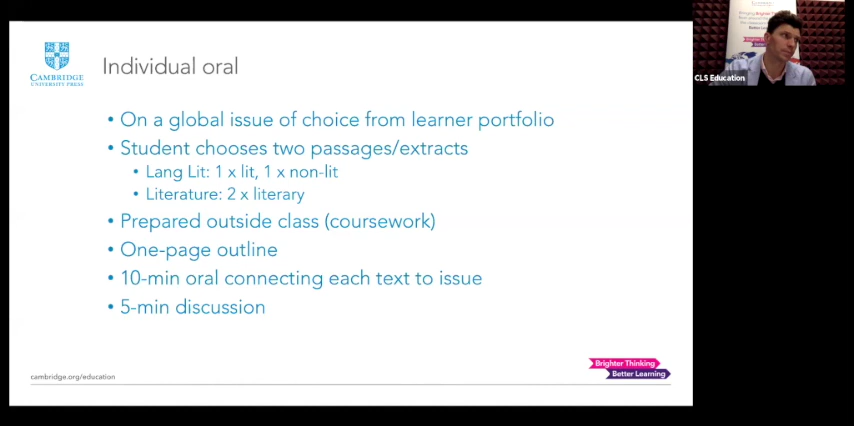 CAMBRIDGE
UNIVERSITY PRESS
Individual oral
• On a global issue of choice from learner portfolio
• Student chooses two passages/extracts
• Lang Lit: 1 x lit, 1 x non-lit
• Literature: 2 x literary
• Prepared outside class (coursework)
• One-page outline
• 10-min oral connecting each text to issue
• 5-min discussion
cambridge.org/education
Brighter Thinking
Better Learning
CLS Education